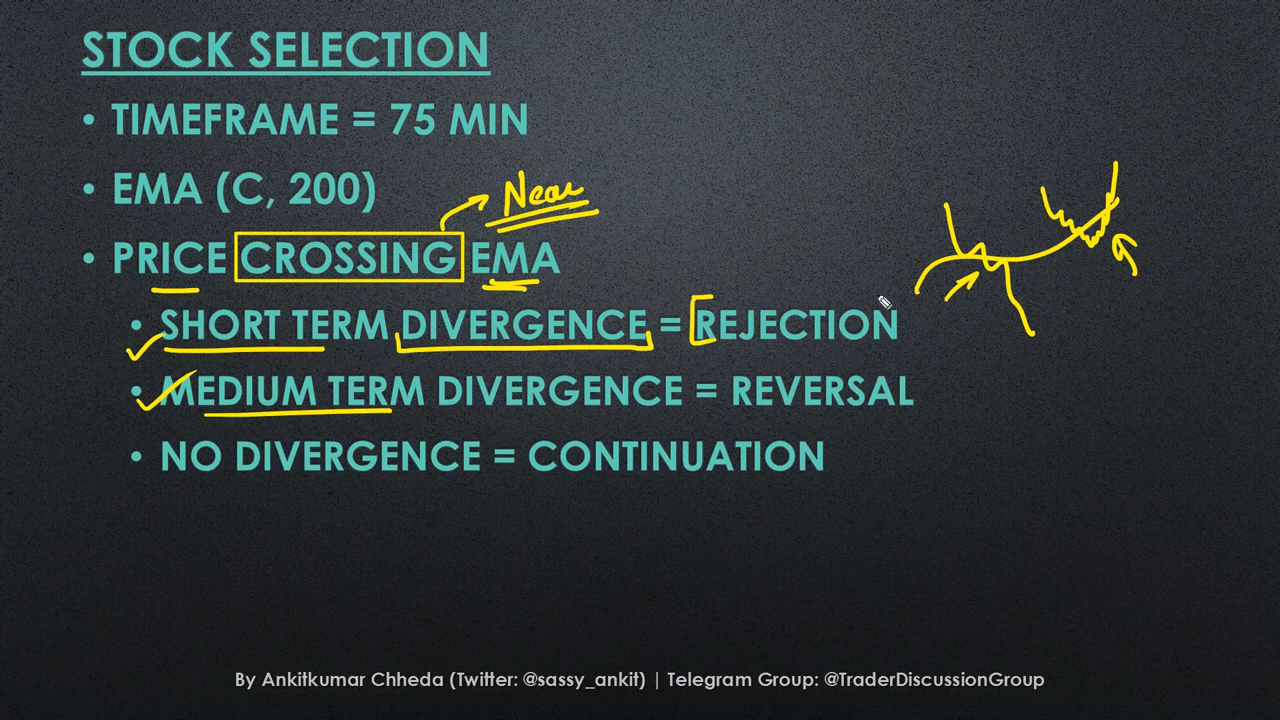 STOCK SELECTION
• TIMEFRAME = 75 MIN
• EMA (C, 200)
Near
• PRICE CROSSING EMA
• SHORT TERM DIVERGENCE = REJECTION
• MEDIUM TERM DIVERGENCE = REVERSAL
• NO DIVERGENCE = CONTINUATION
By Ankitkumar Chheda (Twitter: @sassy_ankit) | Telegram Group: @TraderDiscussionGroup